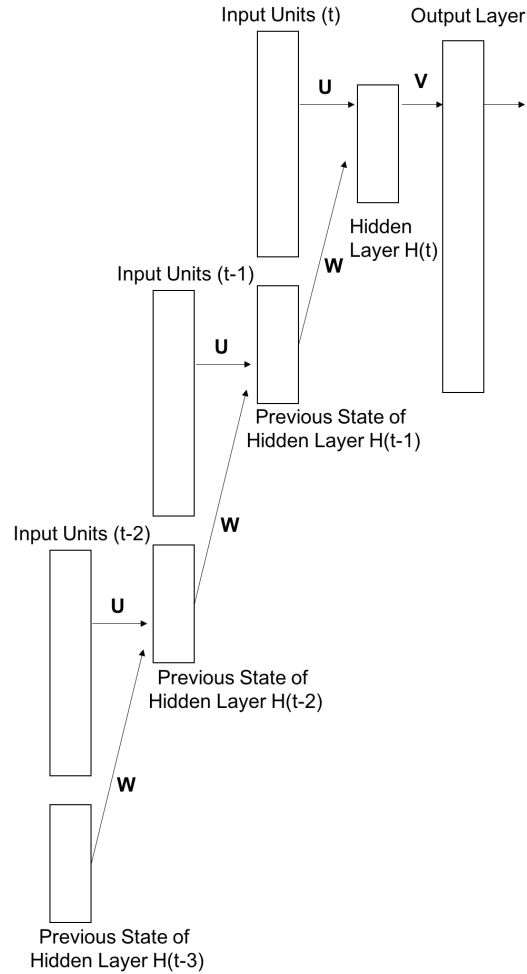 Input Units (t)
Output Layer
U
V
Hidden
Layer H(t)
W
Input Units (t-1)
U
Previous State of
Hidden Layer H(t-1)
W
Input Units (t-2)
U
Previous State of
Hidden Layer H(t-2)
W
Previous State of
Hidden Layer H(t-3)